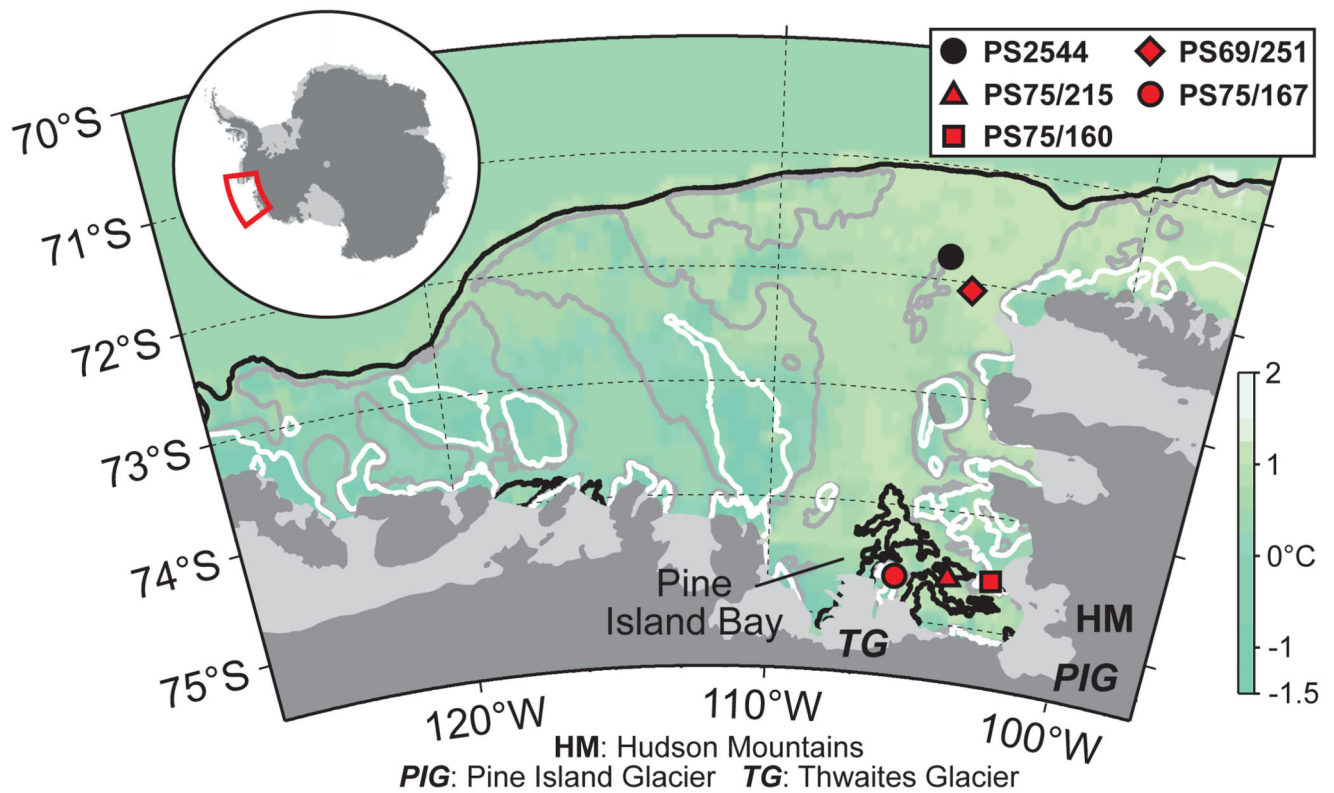 PS2544
PS69/251
PS75/215
PS75/167
PS75/160
70°S
71°S
72°S
73°S
74°S
75°S
2
1
0°C
-1
-1.5
Pine
Island Bay
TG
HM
PIG
120°W
110°W
100°W
HM: Hudson Mountains
PIG: Pine Island Glacier TG: Thwaites Glacier